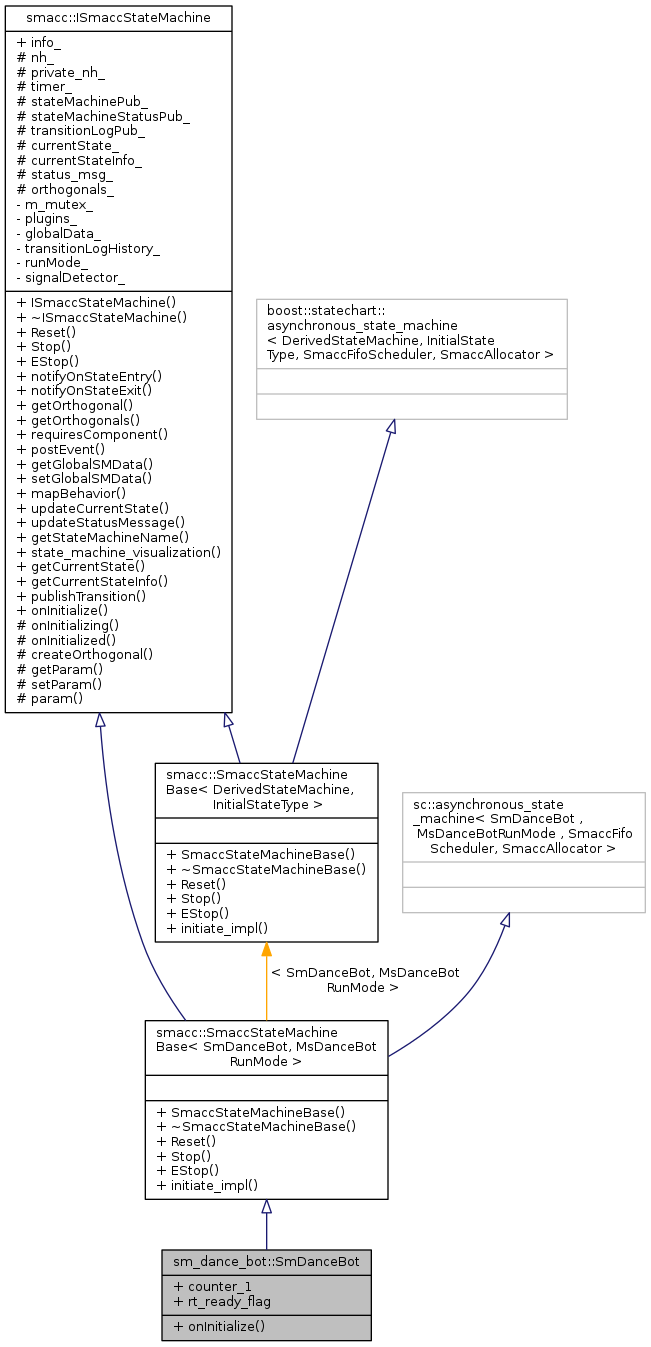 smacc::ISmaccStateMachine
+ info_
# nh_
# private_nh_
# timer_
# stateMachinePub_
# stateMachineStatusPub_
# transitionLogPub_
# currentState_
# currentStateInfo_
# status_msg_
# orthogonals_
- m_mutex_
- plugins_
- globalData_
- transitionLogHistory_
- runMode_
- signalDetector_
+ ISmaccStateMachine()
+ ~ISmaccStateMachine()
+ Reset()
+ Stop()
+ EStop()
+ notifyOnStateEntry()
+ notifyOnStateExit()
+ getOrthogonal()
+ getOrthogonals()
+ requiresComponent()
+ postEvent()
+ getGlobalSMData()
+ setGlobalSMData()
+ mapBehavior()
+ updateCurrentState()
+ updateStatusMessage()
+ getStateMachineName()
+ state_machine_visualization()
+ getCurrentState()
+ getCurrentStateInfo()
+ publishTransition()
+ onInitialize()
# onInitializing()
# onInitialized()
# createOrthogonal()
# getParam()
# setParam()
# param()
boost::statechart::
asynchronous_state_machine
< DerivedStateMachine, InitialState
Type, SmaccFifoScheduler, SmaccAllocator >
smacc::SmaccStateMachine
Base< DerivedStateMachine,
InitialStateType >
+ SmaccStateMachineBase()
+ ~SmaccStateMachineBase()
+ Reset()
+ Stop()
+ EStop()
+ initiate_impl()
sc::asynchronous_state
_machine< SmDanceBot ,
MsDanceBotRunMode , SmaccFifo
Scheduler, SmaccAllocator >
< SmDanceBot, MsDanceBot
RunMode >
smacc::SmaccStateMachine
Base< SmDanceBot, MsDanceBot
RunMode >
+ SmaccStateMachineBase()
+ ~SmaccStateMachineBase()
+ Reset()
+ Stop()
+ EStop()
+ initiate_impl()
sm_dance_bot::SmDanceBot
+ counter_1
+ rt_ready_flag
+ onInitialize()